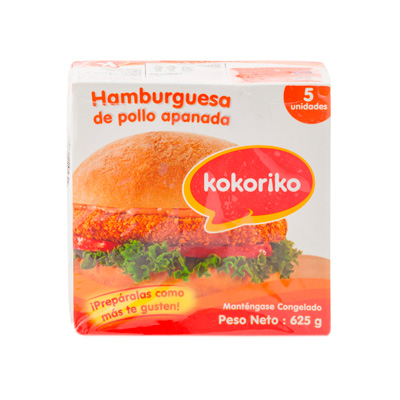 Hamburguesa
de pollo apanada
5
unidades
kokoriko
¡Prepáralas como
más te gusten!
Manténgase Congelado
Peso Neto : 625 g